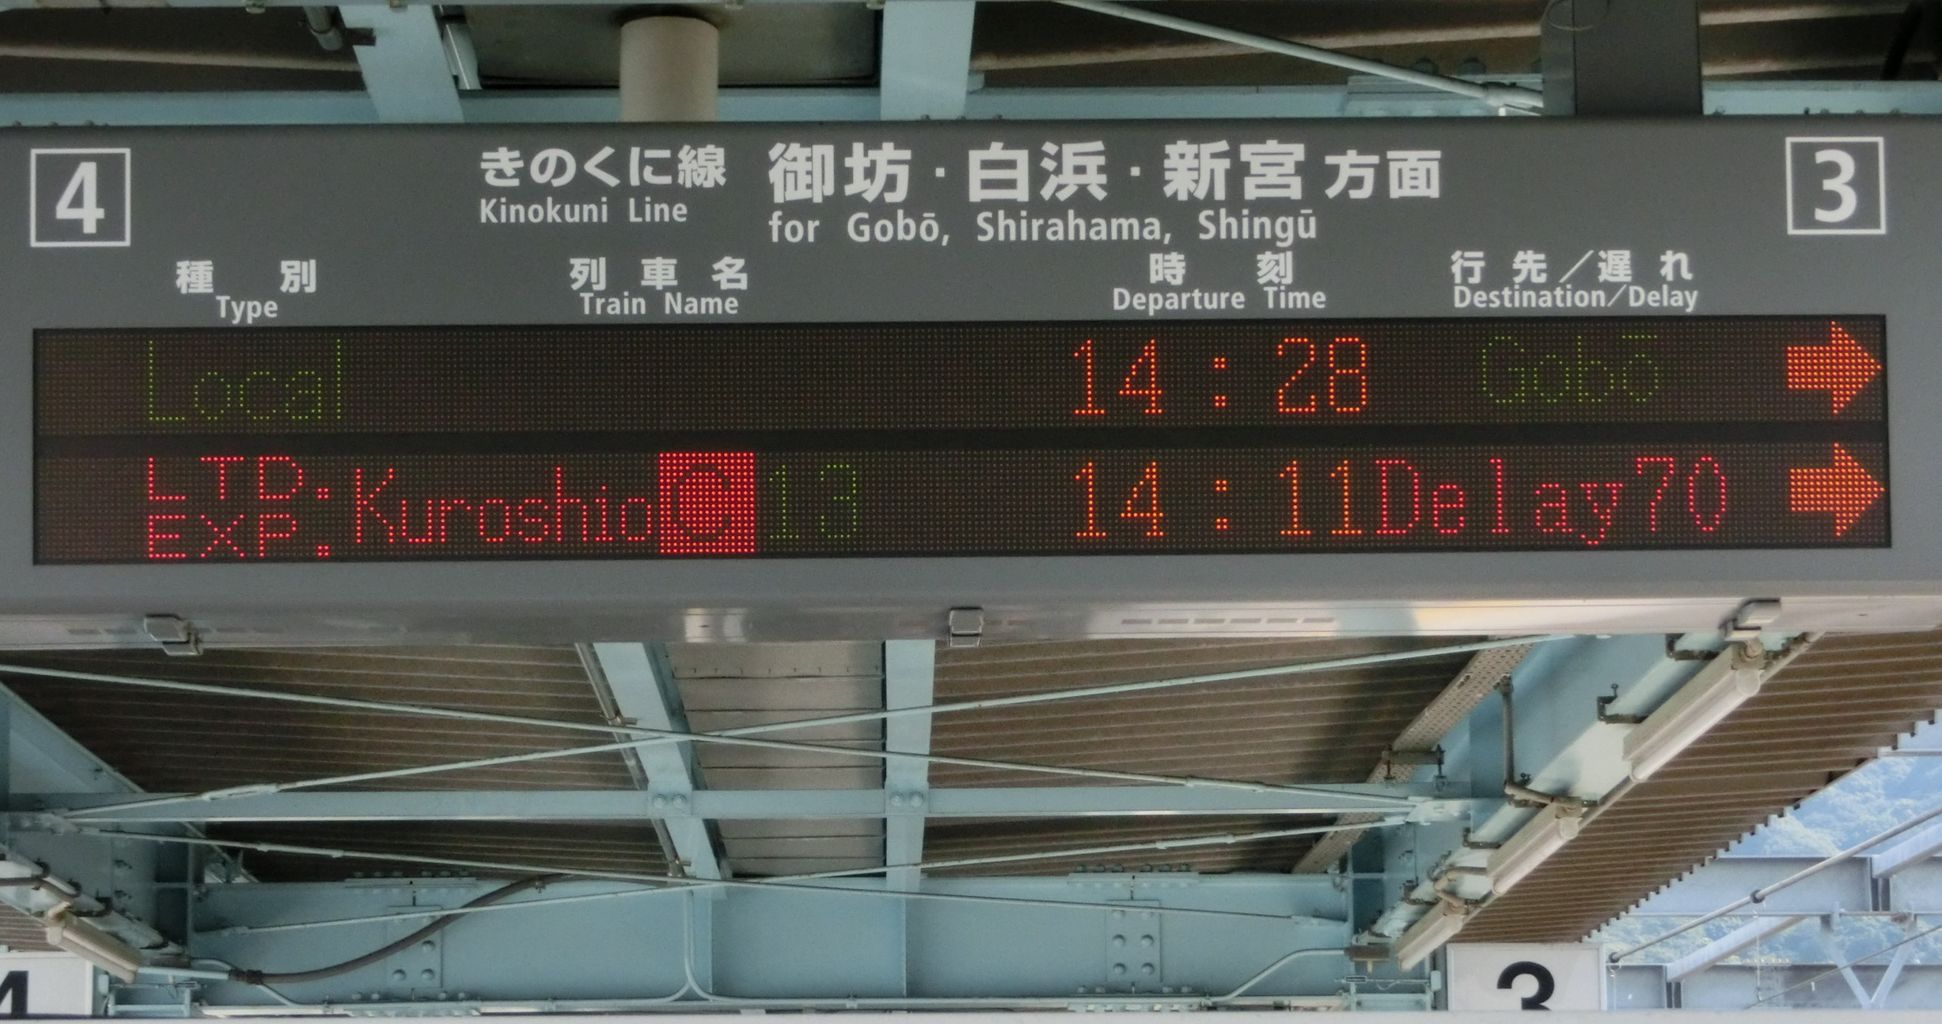 4
きのくに線 御坊・白浜・新宮方面
Kinokuni Line for Gobō, Shirahama, Shingū
3
種別 列車名 時刻 行先／遅れ
Type Train Name Departure Time Destination/Delay
Local 14:28 Gobō
LTD. EXP. Kuroshio C 13 14:11 Delay70
4
3